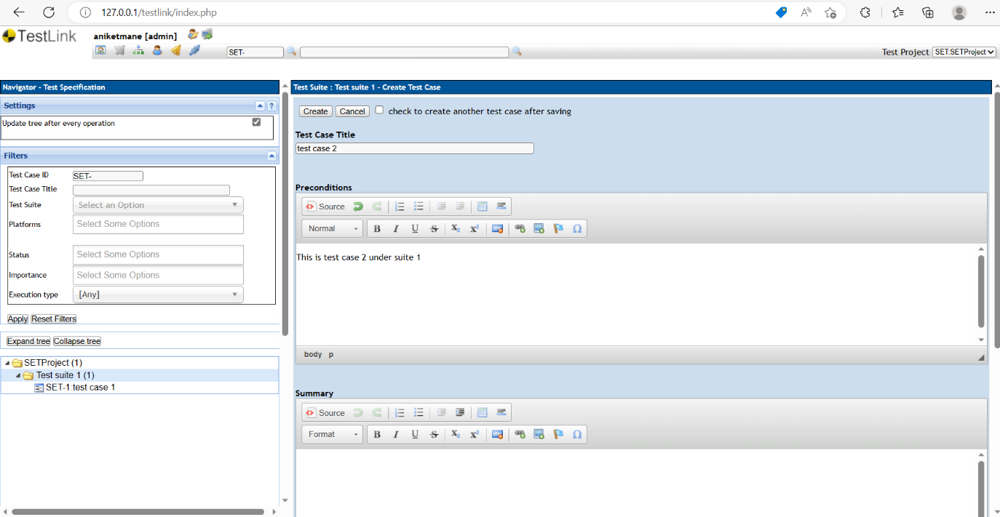 127.0.0.1/testlink/index.php
TestLink
aniketmane [admin]
SET-
Test Project SET:SETProject
Navigator - Test Specification
Settings
?
Update tree after every operation
Filters
Test Case ID SET-
Test Case Title
Test Suite Select an Option
Platforms Select Some Options
Status Select Some Options
Importance Select Some Options
Execution type [Any]
Apply Reset Filters
Expand tree Collapse tree
SETProject (1)
Test suite 1 (1)
SET-1:test case 1
Test Suite : Test suite 1 - Create Test Case
Create Cancel check to create another test case after saving
Test Case Title
test case 2
Preconditions
Source
Normal B I U S X₂ X² Ω
This is test case 2 under suite 1
body p
Summary
Source
Format B I U S X₂ X² Ω